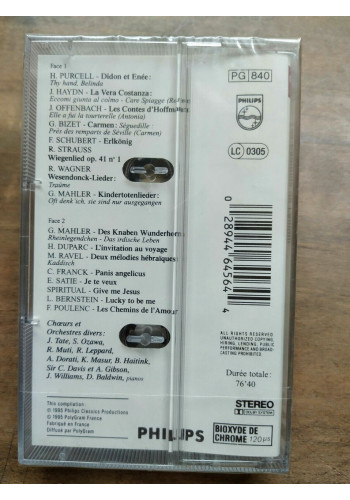 Face 1
H. PURCELL - Didon et Enée:
Thy hand, Belinda
J. HAYDN - La Vera Costanza:
Eccomi giunta al colmo - Care Spiagge
J. OFFENBACH - Les Contes d'Hoffmann
Elle a fui la tourterelle (Antonia)
G. BIZET - Carmen: Séguedille
Près des remparts de Séville (Carmen)
F. SCHUBERT - Erlkönig
R. STRAUSS
Wiegenlied op. 41 n° 1
R. WAGNER
Wesendonck-Lieder:
Traüme
G. MAHLER - Kindertotenlieder:
Oft denk'ich, sie sind nur ausgegangen
Face 2
G. MAHLER - Des Knaben Wunderhorn
Rheinlegendchen - Das irdische Leben
H. DUPARC - L'invitation au voyage
M. RAVEL - Deux mélodies hébraïques:
Kaddisch
C. FRANCK - Panis angelicus
E. SATIE - Je te veux
SPIRITUAL - Give me Jesus
L. BERNSTEIN - Lucky to be me
F. POULENC - Les Chemins de l'Amour
Chœurs et
Orchestres divers:
J. Tate, S. Ozawa,
R. Muti, R. Leppard,
A. Dorati, K. Masur, B. Haitink,
Sir C. Davis et A. Gibson,
J. Williams, D. Baldwin, pianos
This compilation:
℗ 1989 Philips Classics Productions
© 1989 PolyGram France
Fabriqué en France
Diffusé par PolyGram
PG 840
PHILIPS
LC 0305
0 28944 64564 4
ALL RIGHTS RESERVED
UNAUTHORIZED COPYING,
HIRING, LENDING, PUBLIC
PERFORMANCE AND BROAD-
CASTING PROHIBITED
Durée totale:
76'40
STEREO
DOLBY SYSTEM
PHILIPS
BIOXYDE DE
CHROME 120 µs